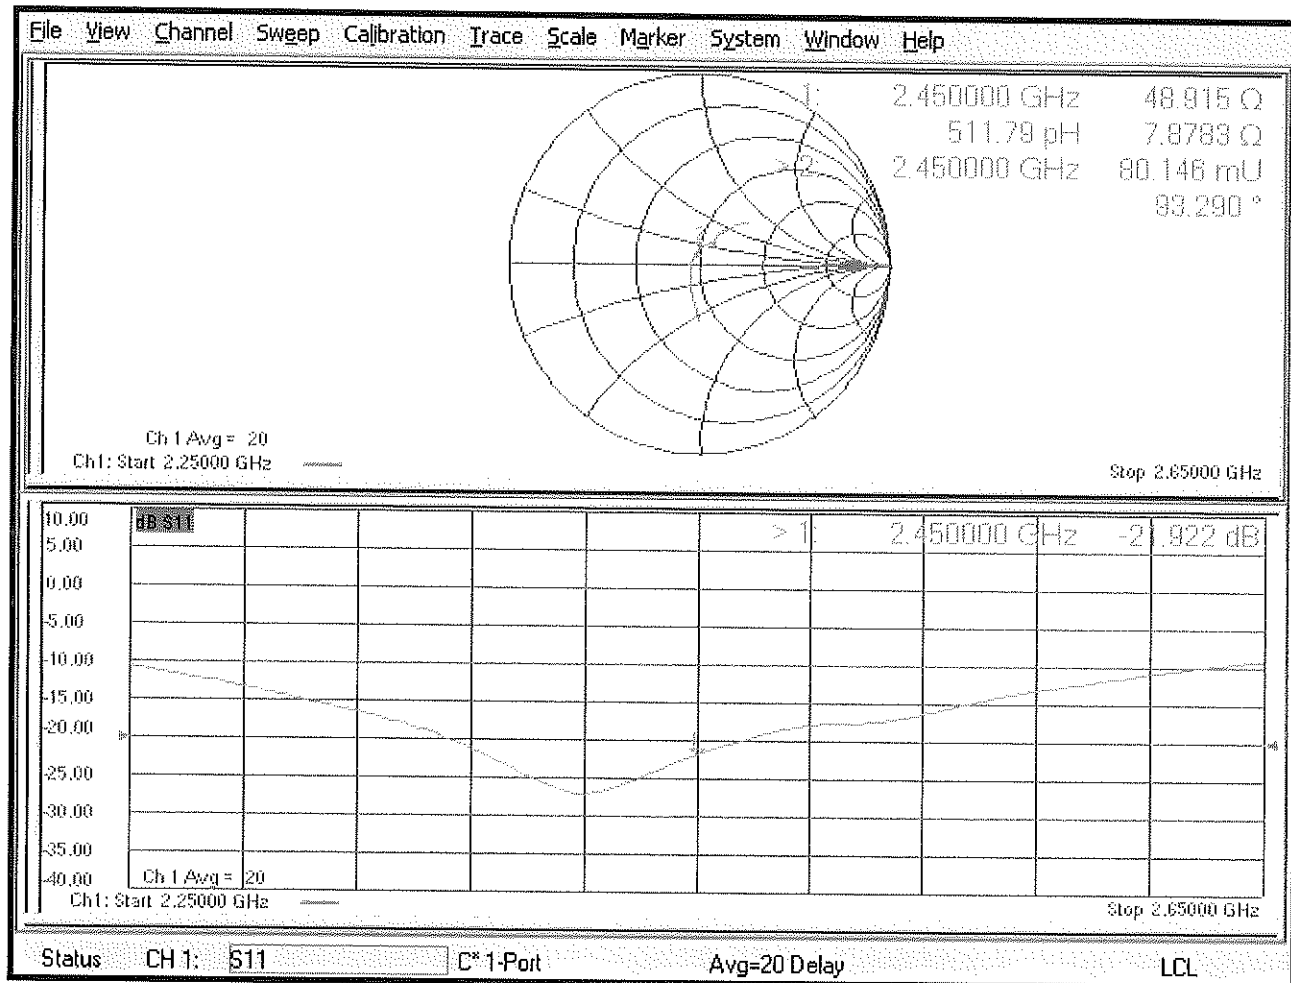 File View Channel Sweep Calibration Trace Scale Marker System Window Help
1: 2.450000 GHz 48.915 Ω
511.79 pH 7.8783 Ω
> 2: 2.450000 GHz 80.146 mU
93.290 °
Ch 1 Avg = 20
Ch1: Start 2.25000 GHz
Stop 2.65000 GHz
10.00
5.00
0.00
-5.00
-10.00
-15.00
-20.00
-25.00
-30.00
-35.00
-40.00
dB S11
> 1: 2.450000 GHz -21.922 dB
1
Ch 1 Avg = 20
Ch1: Start 2.25000 GHz
Stop 2.65000 GHz
Status CH 1: S11 C* 1-Port Avg=20 Delay LCL